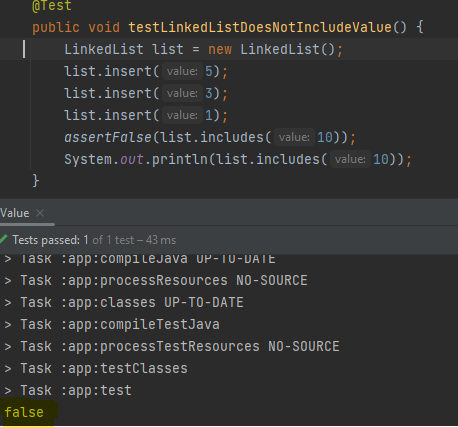 @Test
public void testLinkedListDoesNotIncludeValue() {
LinkedList list = new LinkedList();
list.insert( value: 5);
list.insert( value: 3);
list.insert( value: 1);
assertFalse(list.includes( value: 10));
System.out.println(list.includes( value: 10));
}
Value ×
Tests passed: 1 of 1 test – 43 ms
> Task :app:compileJava UP-TO-DATE
> Task :app:processResources NO-SOURCE
> Task :app:classes UP-TO-DATE
> Task :app:compileTestJava
> Task :app:processTestResources NO-SOURCE
> Task :app:testClasses
> Task :app:test
false